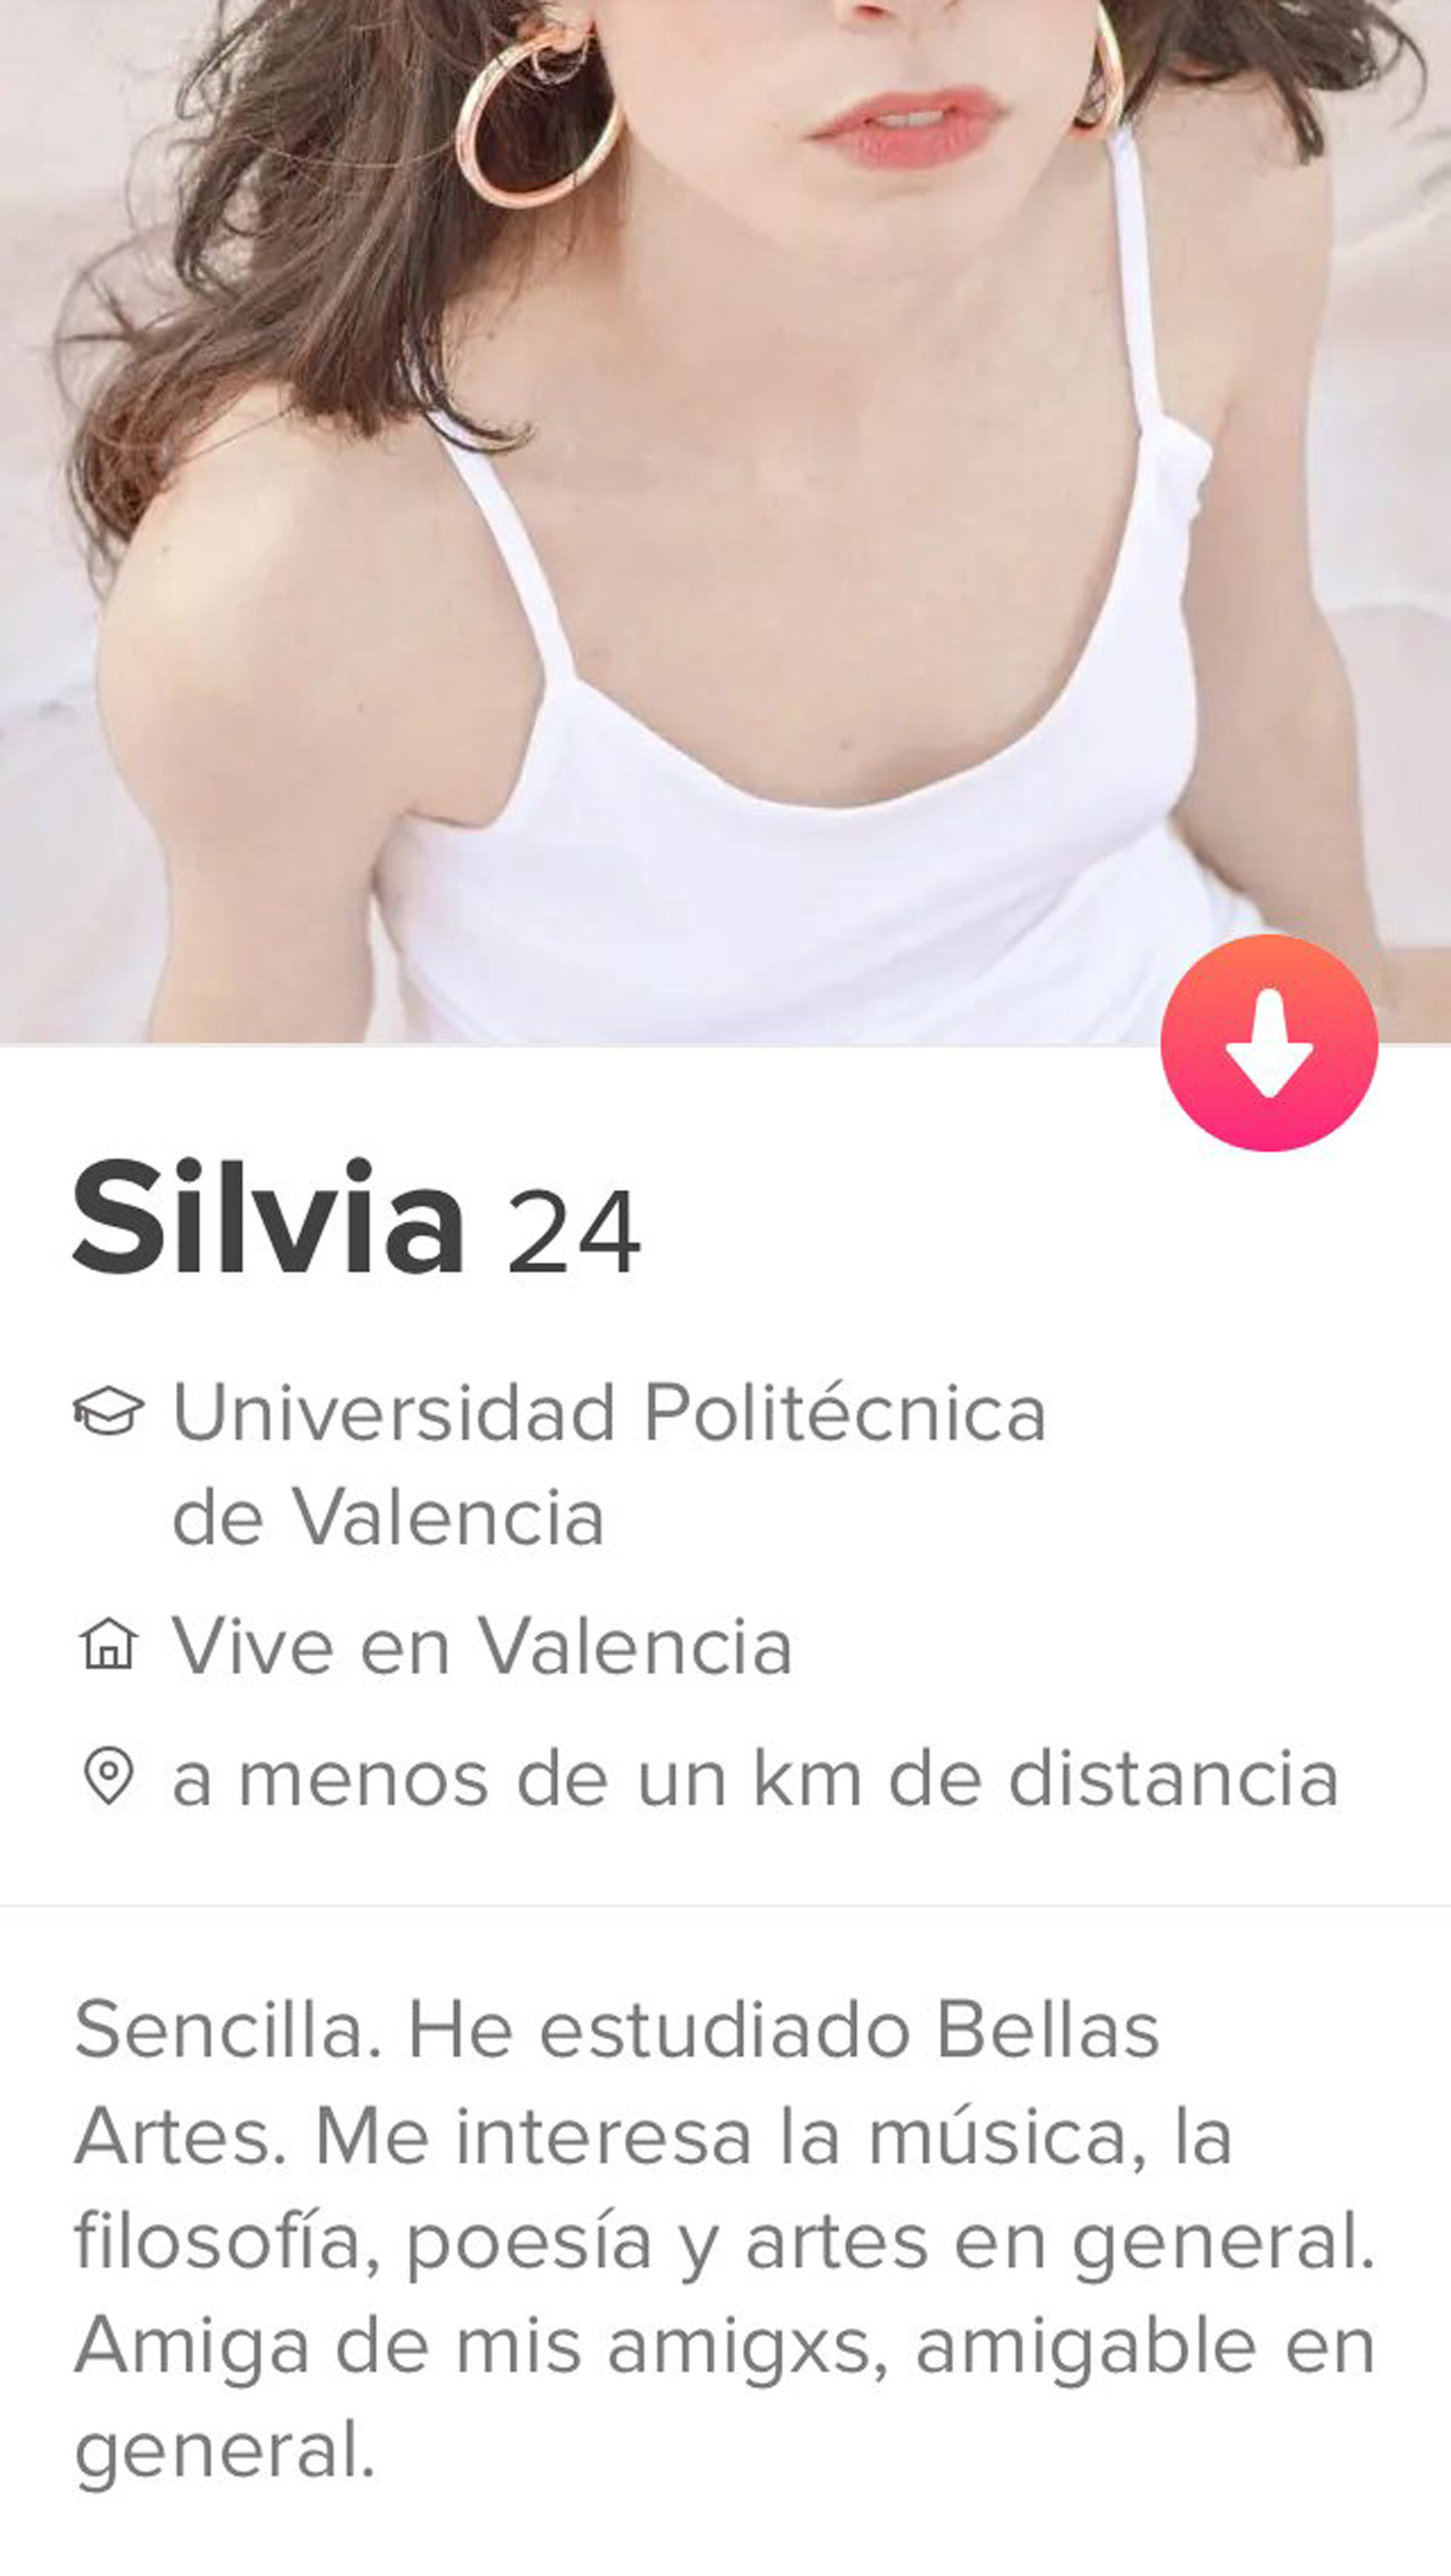 Silvia 24
Universidad Politécnica
de Valencia
Vive en Valencia
a menos de un km de distancia
Sencilla. He estudiado Bellas
Artes. Me interesa la música, la
filosofía, poesía y artes en general.
Amiga de mis amigxs, amigable en
general.